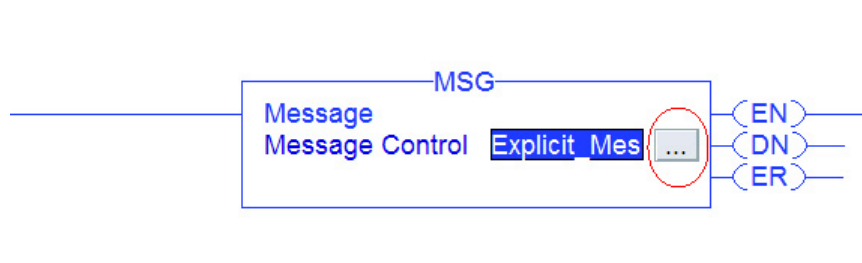 MSG
Message EN
Message Control Explicit_Mes ... DN
ER